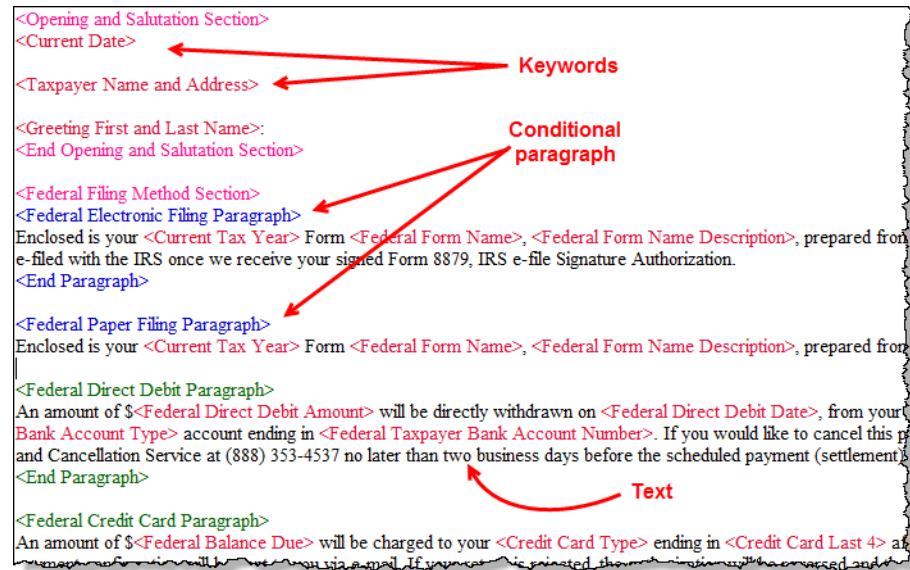 <Opening and Salutation Section>
<Current Date>
Keywords
<Taxpayer Name and Address>
<Greeting First and Last Name>:
Conditional
paragraph
<End Opening and Salutation Section>
<Federal Filing Method Section>
<Federal Electronic Filing Paragraph>
Enclosed is your <Current Tax Year> Form <Federal Form Name>, <Federal Form Name Description>, prepared from
e-filed with the IRS once we receive your signed Form 8879, IRS e-file Signature Authorization.
<End Paragraph>
<Federal Paper Filing Paragraph>
Enclosed is your <Current Tax Year> Form <Federal Form Name>, <Federal Form Name Description>, prepared from
<Federal Direct Debit Paragraph>
An amount of $<Federal Direct Debit Amount> will be directly withdrawn on <Federal Direct Debit Date>, from your
Bank Account Type> account ending in <Federal Taxpayer Bank Account Number>. If you would like to cancel this
and Cancellation Service at (888) 353-4537 no later than two business days before the scheduled payment (settlement)
<End Paragraph>
Text
<Federal Credit Card Paragraph>
An amount of $<Federal Balance Due> will be charged to your <Credit Card Type> ending in <Credit Card Last 4>